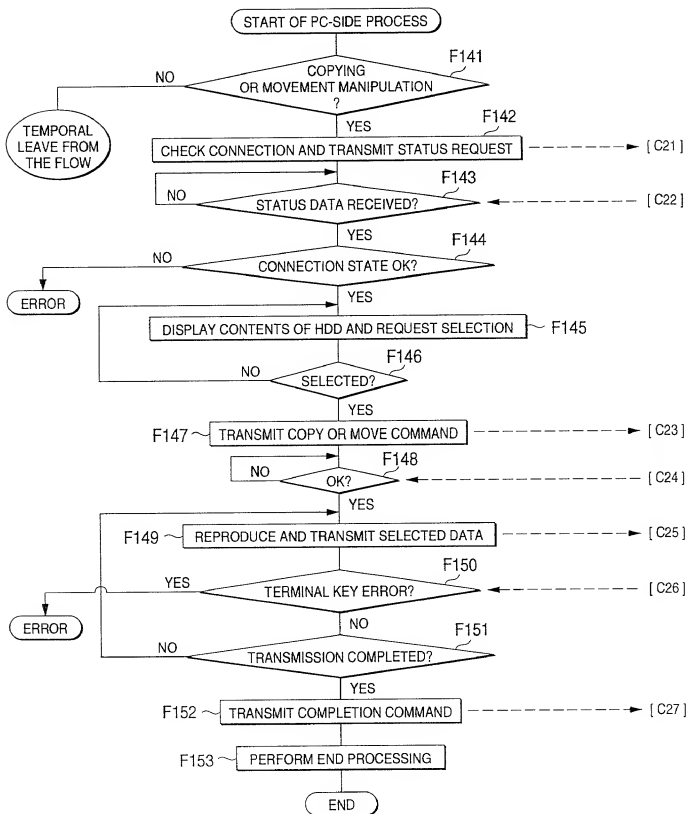 START OF PC-SIDE PROCESS
F141
NO
COPYING
OR MOVEMENT MANIPULATION
?
TEMPORAL
LEAVE FROM
THE FLOW
YES
F142
CHECK CONNECTION AND TRANSMIT STATUS REQUEST
[C21]
F143
NO
STATUS DATA RECEIVED?
[C22]
YES
F144
NO
CONNECTION STATE OK?
ERROR
YES
DISPLAY CONTENTS OF HDD AND REQUEST SELECTION
F145
F146
NO
SELECTED?
YES
F147
TRANSMIT COPY OR MOVE COMMAND
[C23]
F148
NO
OK?
[C24]
YES
F149
REPRODUCE AND TRANSMIT SELECTED DATA
[C25]
F150
YES
TERMINAL KEY ERROR?
[C26]
ERROR
NO
F151
NO
TRANSMISSION COMPLETED?
YES
F152
TRANSMIT COMPLETION COMMAND
[C27]
F153
PERFORM END PROCESSING
END